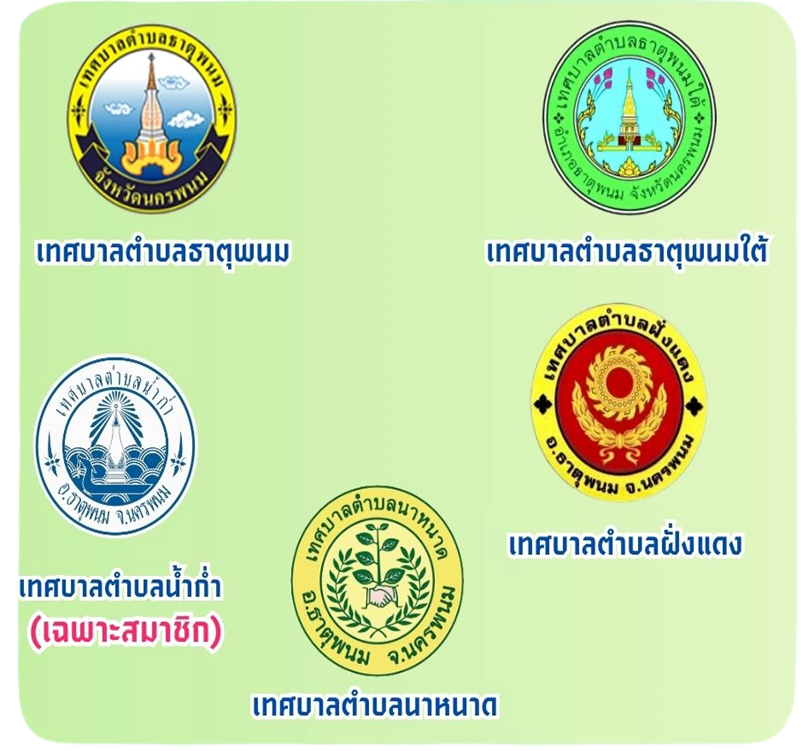 เทศบาลตำบลธาตุพนม
จังหวัดนครพนม
เทศบาลตำบลธาตุพนม
เทศบาลตำบลธาตุพนมใต้
อำเภอธาตุพนม จังหวัดนครพนม
เทศบาลตำบลธาตุพนมใต้
เทศบาลตำบลน้ำก่ำ
อ.ธาตุพนม จ.นครพนม
เทศบาลตำบลน้ำก่ำ
(เฉพาะสมาชิก)
เทศบาลตำบลฝั่งแดง
อ.ธาตุพนม จ.นครพนม
เทศบาลตำบลฝั่งแดง
เทศบาลตำบลนาหนาด
อ.ธาตุพนม จ.นครพนม
เทศบาลตำบลนาหนาด